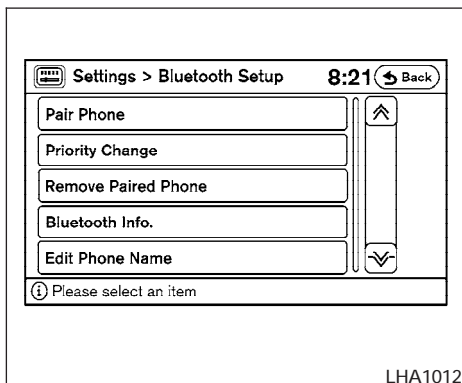 Settings > Bluetooth Setup 8:21 Back
Pair Phone
Priority Change
Remove Paired Phone
Bluetooth Info.
Edit Phone Name
i Please select an item
LHA1012